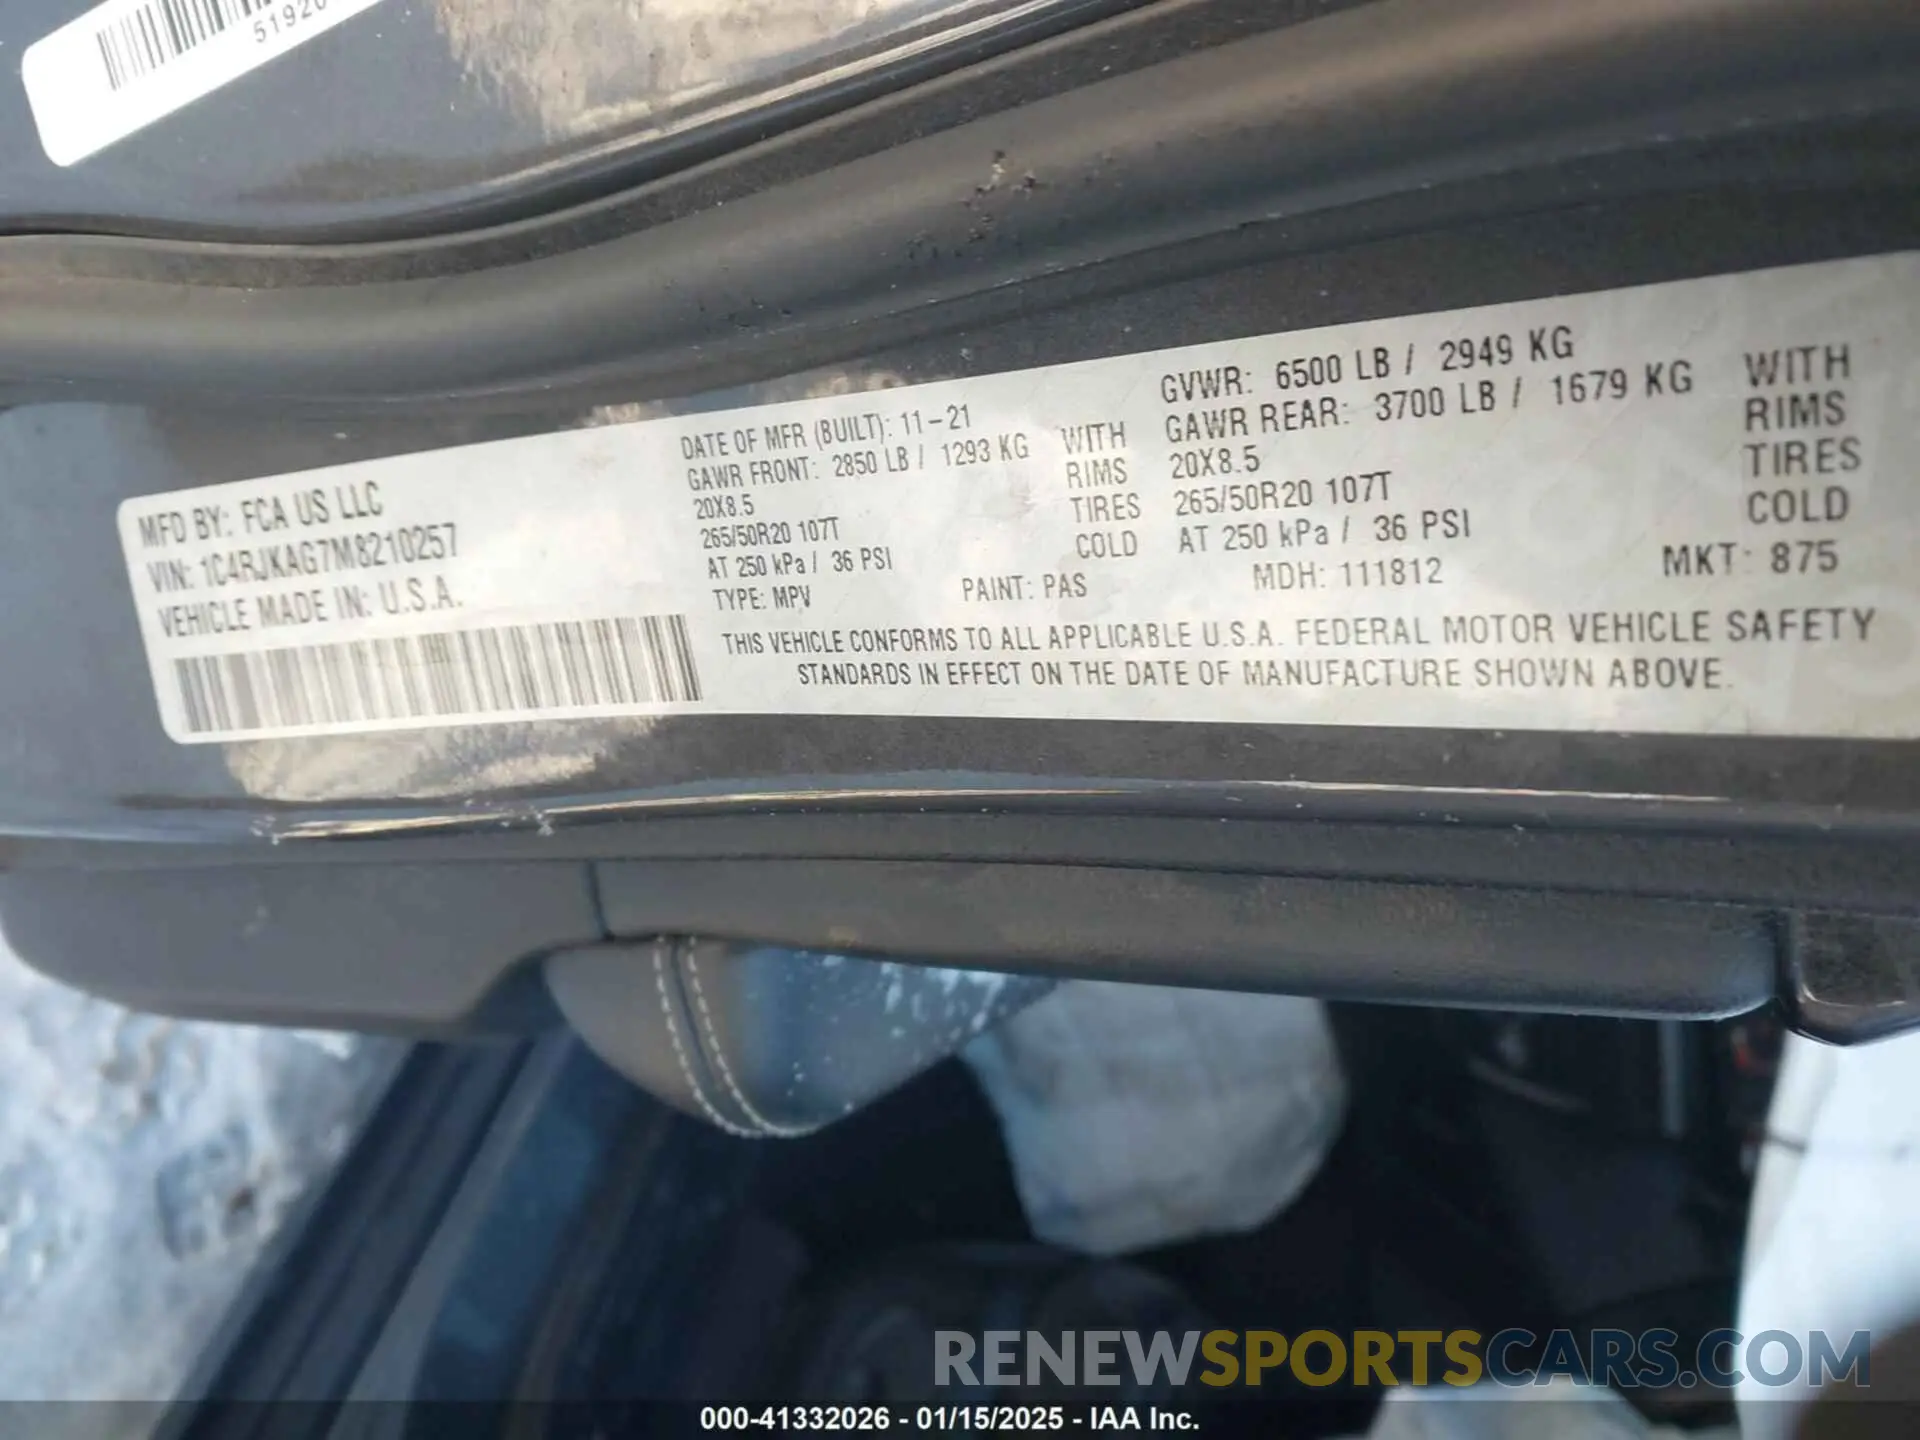 51920
MFD BY: FCA US LLC
VIN: 1C4RJKAG7M8210257
VEHICLE MADE IN: U.S.A.
DATE OF MFR (BUILT): 11-21
GAWR FRONT: 2850 LB / 1293 KG WITH
20X8.5 RIMS
265/50R20 107T TIRES
AT 250 kPa / 36 PSI COLD
GVWR: 6500 LB / 2949 KG
GAWR REAR: 3700 LB / 1679 KG WITH
20X8.5 RIMS
265/50R20 107T TIRES
AT 250 kPa / 36 PSI COLD
TYPE: MPV PAINT: PAS MDH: 111812 MKT: 875
THIS VEHICLE CONFORMS TO ALL APPLICABLE U.S.A. FEDERAL MOTOR VEHICLE SAFETY
STANDARDS IN EFFECT ON THE DATE OF MANUFACTURE SHOWN ABOVE.
RENEWSPORTSCARS.COM
000-41332026 - 01/15/2025 - IAA Inc.